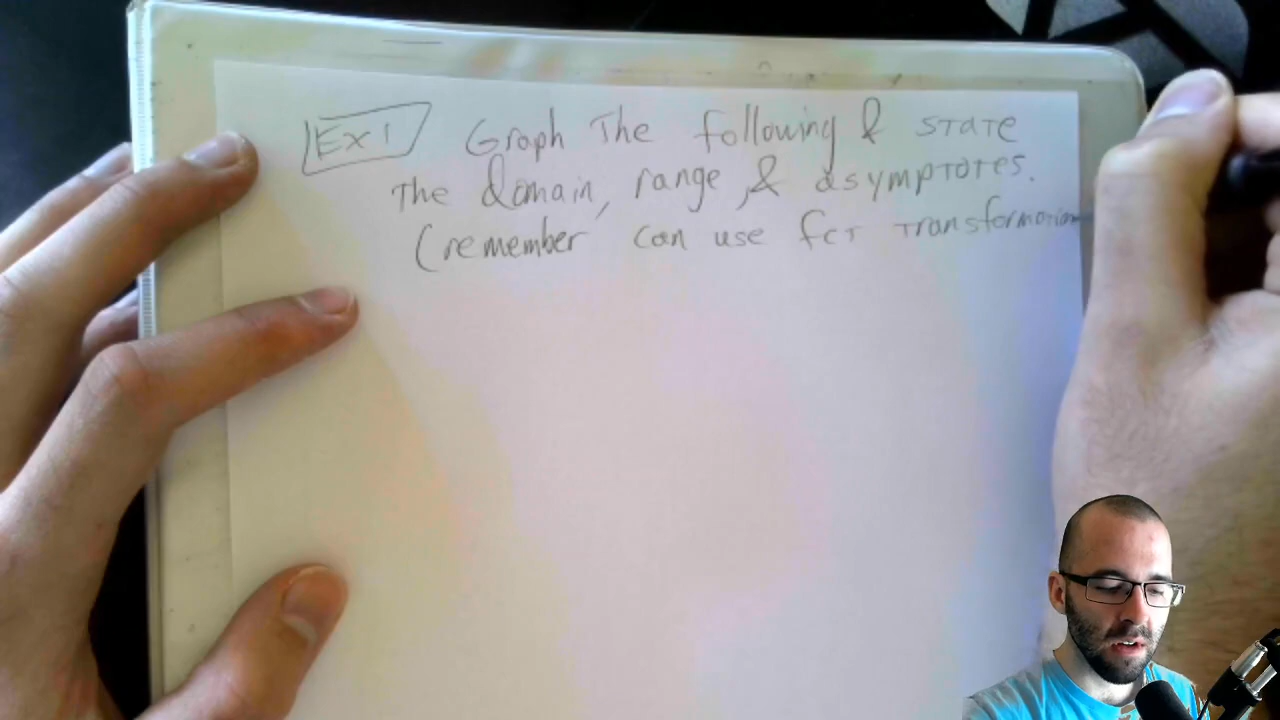 Ex 1 Graph The following & STATE
The domain, range, & asympTOTes.
(remember can use fcT Transformation